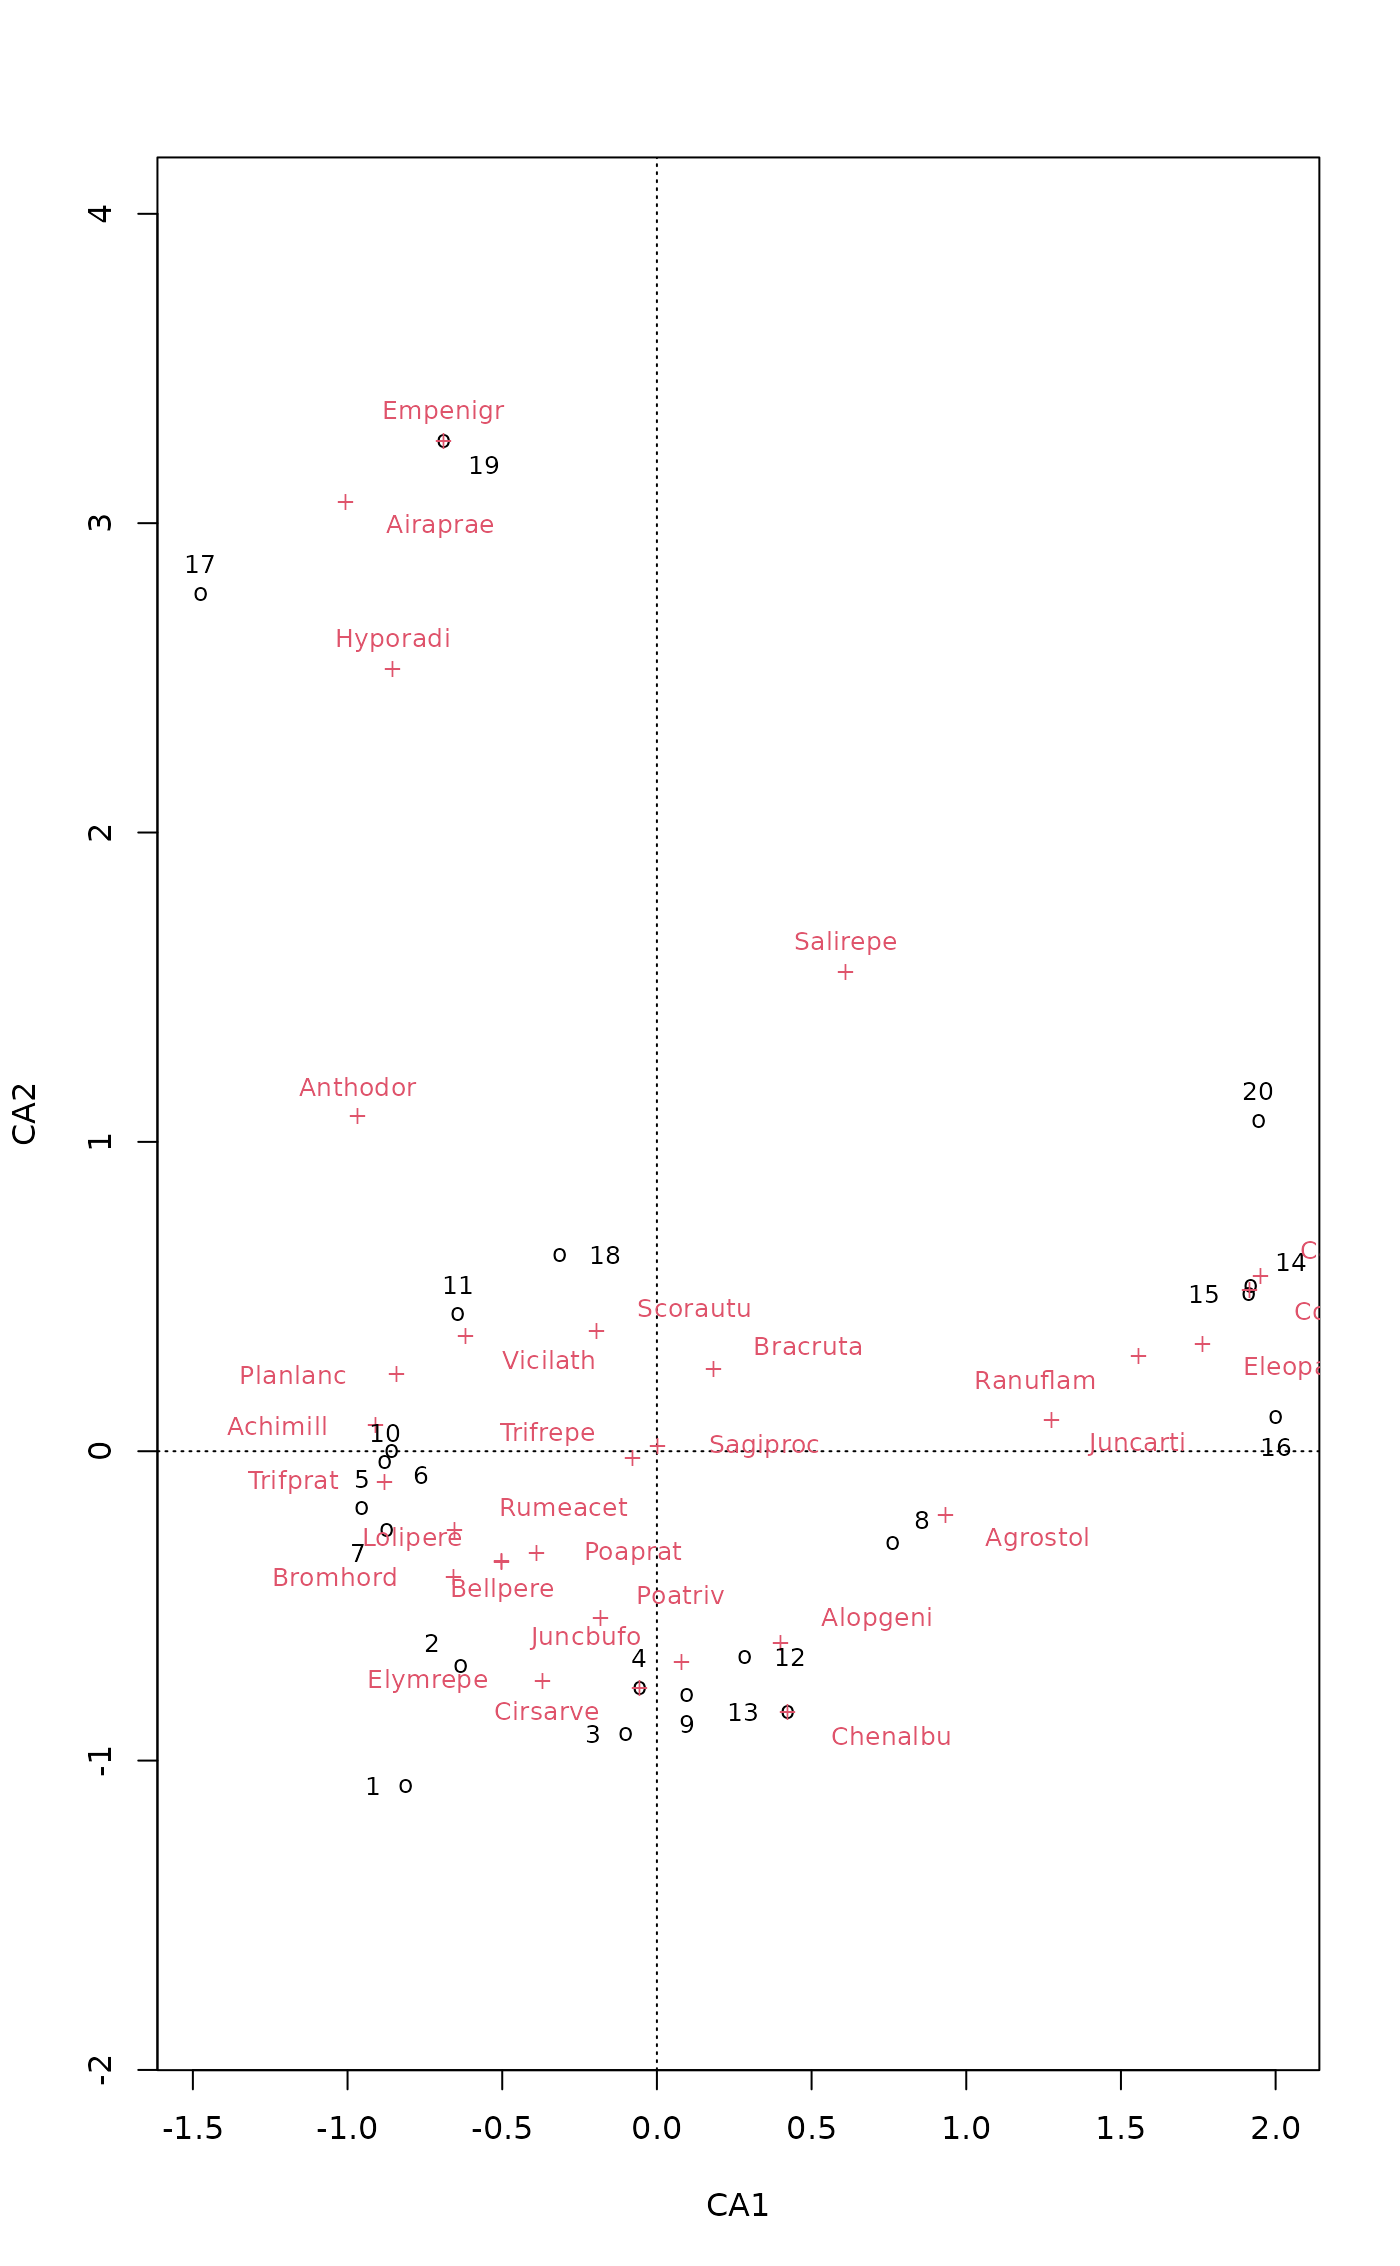 4
Empenigr
19
3
Airaprae
17
Hyporadi
2
Salirepe
Anthodor
20
CA2
1
18
14
C
11
15
Scorautu
Co
Bracruta
Vicilath
Eleopa
Planlanc
Ranuflam
Achimill
10
Trifrepe
Sagiproc
Juncarti
0
16
5
6
Trifprat
Rumeacet
8
Lolipere
Agrostol
7
Poaprat
Bromhord
Bellpere
Poatriv
Alopgeni
2
Juncbufo
4
12
Elymrepe
Cirsarve
13
9
3
Chenalbu
-1
1
-2
-1.5 -1.0 -0.5 0.0 0.5 1.0 1.5 2.0
CA1